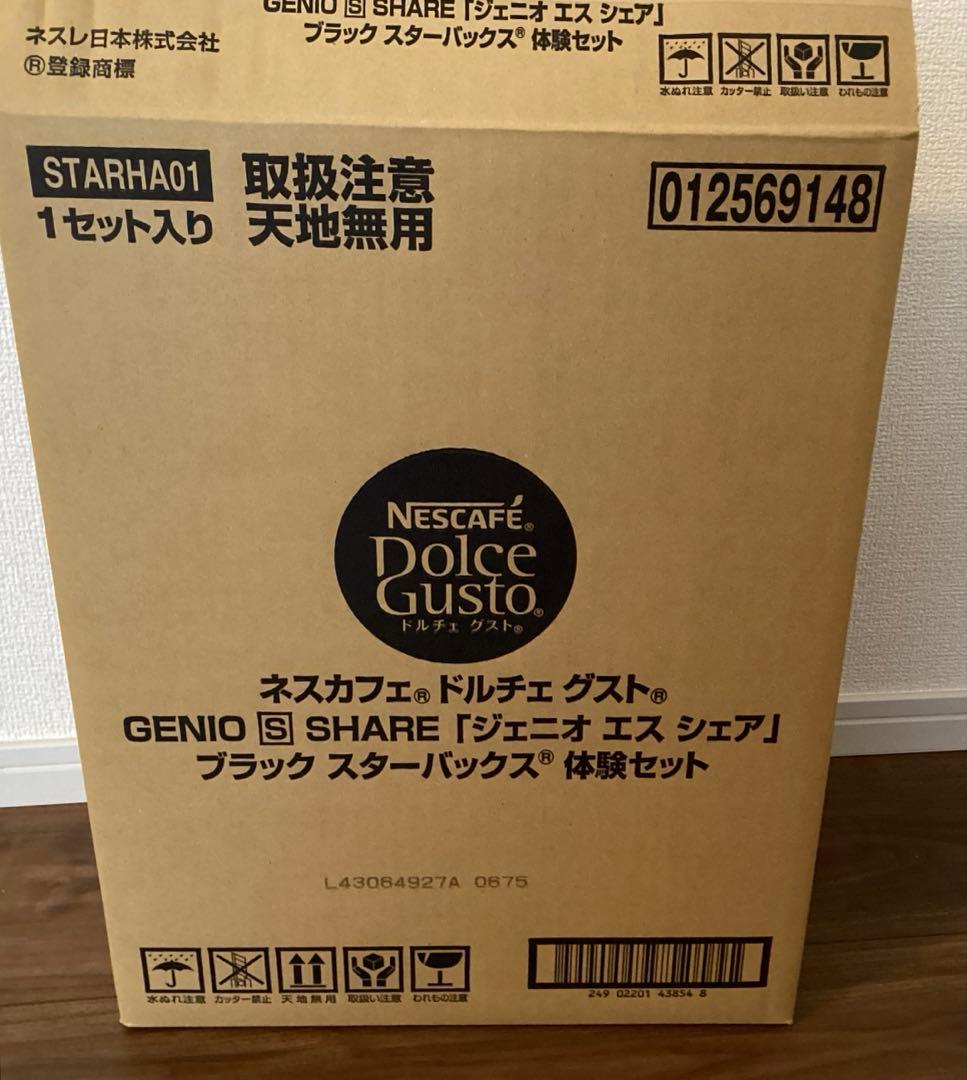 GENIO S SHARE「ジェニオ エス シェア」
ブラック スターバックス® 体験セット
ネスレ日本株式会社
®登録商標
水ぬれ注意 カッター禁止 取扱い注意 われもの注意
STARHA01
1セット入り
取扱注意
天地無用
012569148
NESCAFÉ®
Dolce
Gusto®
ドルチェ グスト®
ネスカフェ® ドルチェ グスト®
GENIO S SHARE「ジェニオ エス シェア」
ブラック スターバックス® 体験セット
L43064927A 0675
水ぬれ注意 カッター禁止 天地無用 取扱い注意 われもの注意
249 02201 43854 8